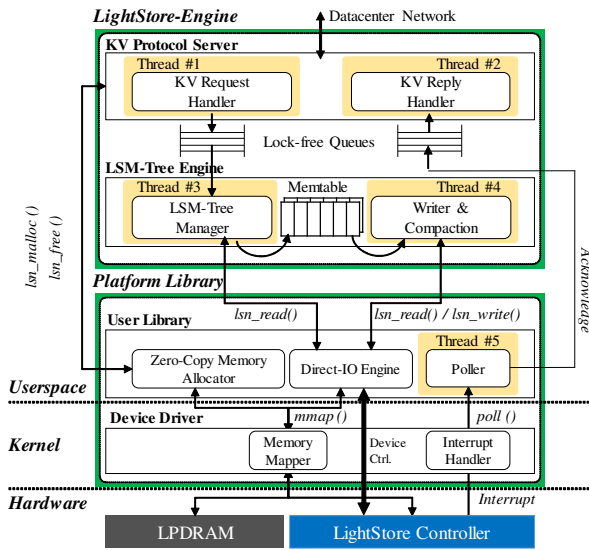 LightStore-Engine
Datacenter Network
KV Protocol Server
Thread #1
KV Request
Handler
Thread #2
KV Reply
Handler
Lock-free Queues
LSM-Tree Engine
Thread #3
LSM-Tree
Manager
Memtable
Thread #4
Writer &
Compaction
lsn_malloc ()
lsn_free ()
Acknowledge
Platform Library
lsn_read()
lsn_read() / lsn_write()
User Library
Zero-Copy Memory
Allocator
Direct-IO Engine
Thread #5
Poller
Userspace
Device Driver
mmap ()
poll ()
Kernel
Memory
Mapper
Device
Ctrl.
Interrupt
Handler
Hardware
Interrupt
LPDRAM
LightStore Controller